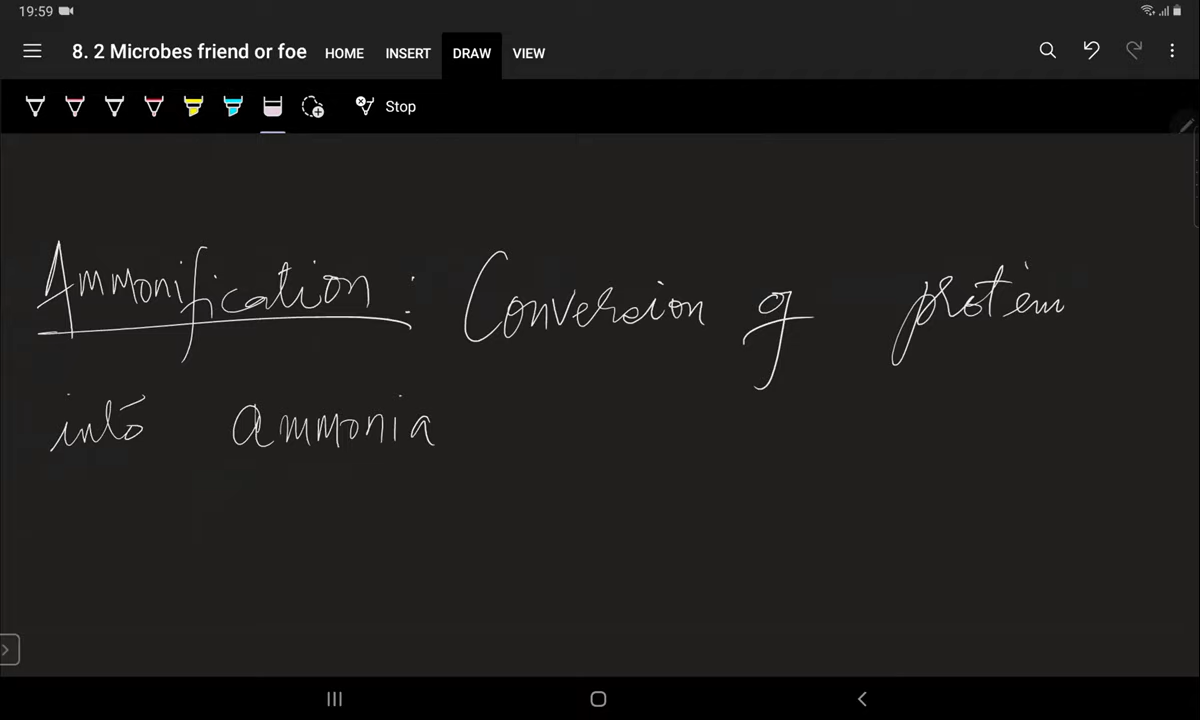 19:59
8. 2 Microbes friend or foe HOME INSERT DRAW VIEW
Stop
Ammonification: Conversion of protein
into ammonia